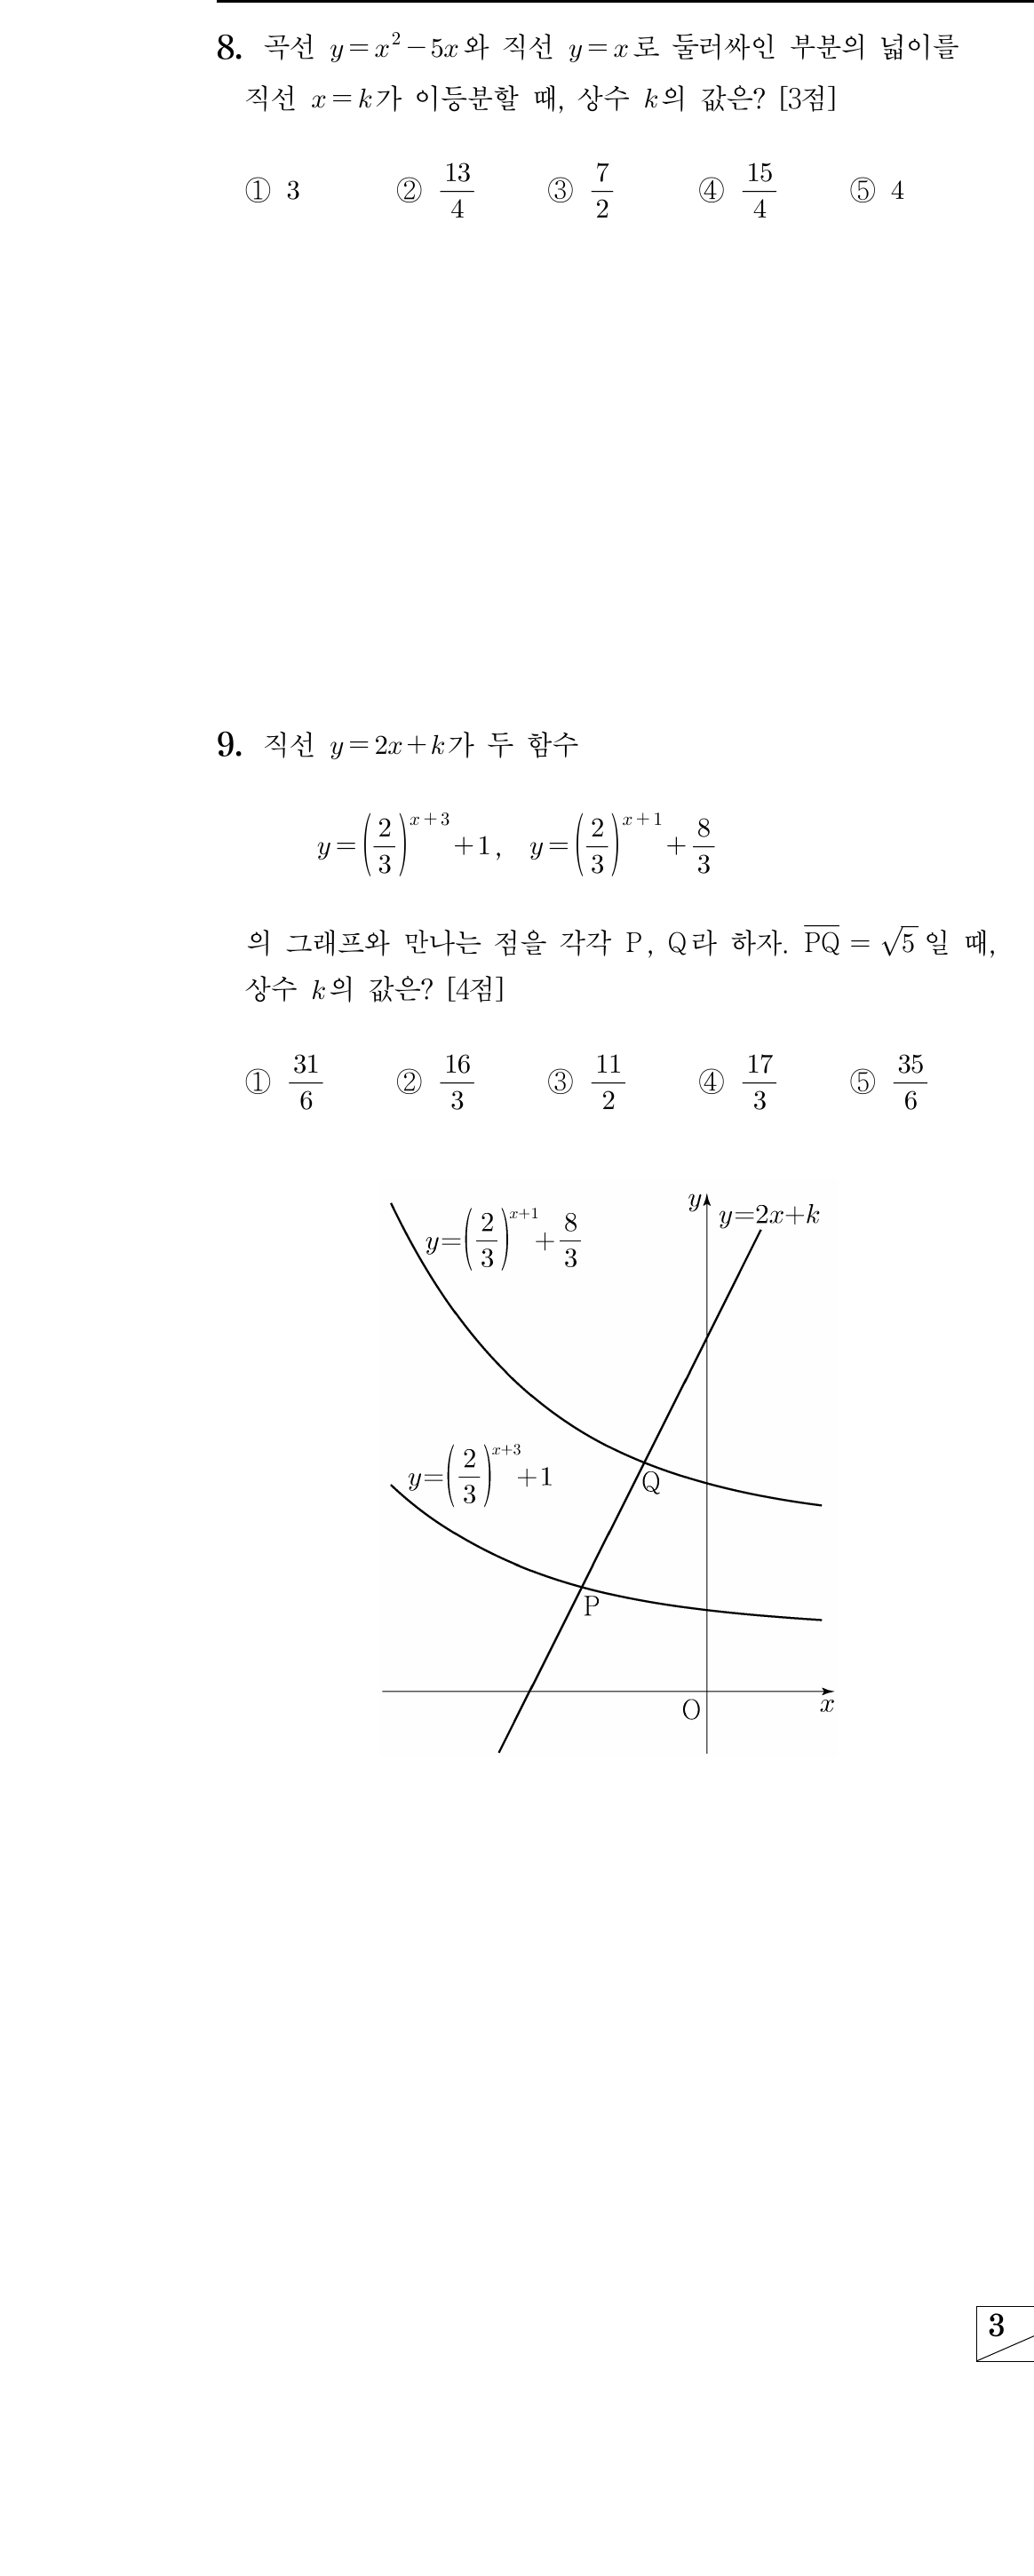 8. 곡선 y=x²-5x와 직선 y=x로 둘러싸인 부분의 넓이를
직선 x=k가 이등분할 때, 상수 k의 값은? [3점]
① 3 ② 13/4 ③ 7/2 ④ 15/4 ⑤ 4
9. 직선 y=2x+k가 두 함수
y=(2/3)^(x+3)+1, y=(2/3)^(x+1)+8/3
의 그래프와 만나는 점을 각각 P, Q라 하자. P̅Q̅=√5 일 때,
상수 k의 값은? [4점]
① 31/6 ② 16/3 ③ 11/2 ④ 17/3 ⑤ 35/6
y
y=2x+k
y=(2/3)^(x+1)+8/3
y=(2/3)^(x+3)+1
Q
P
O
x
3